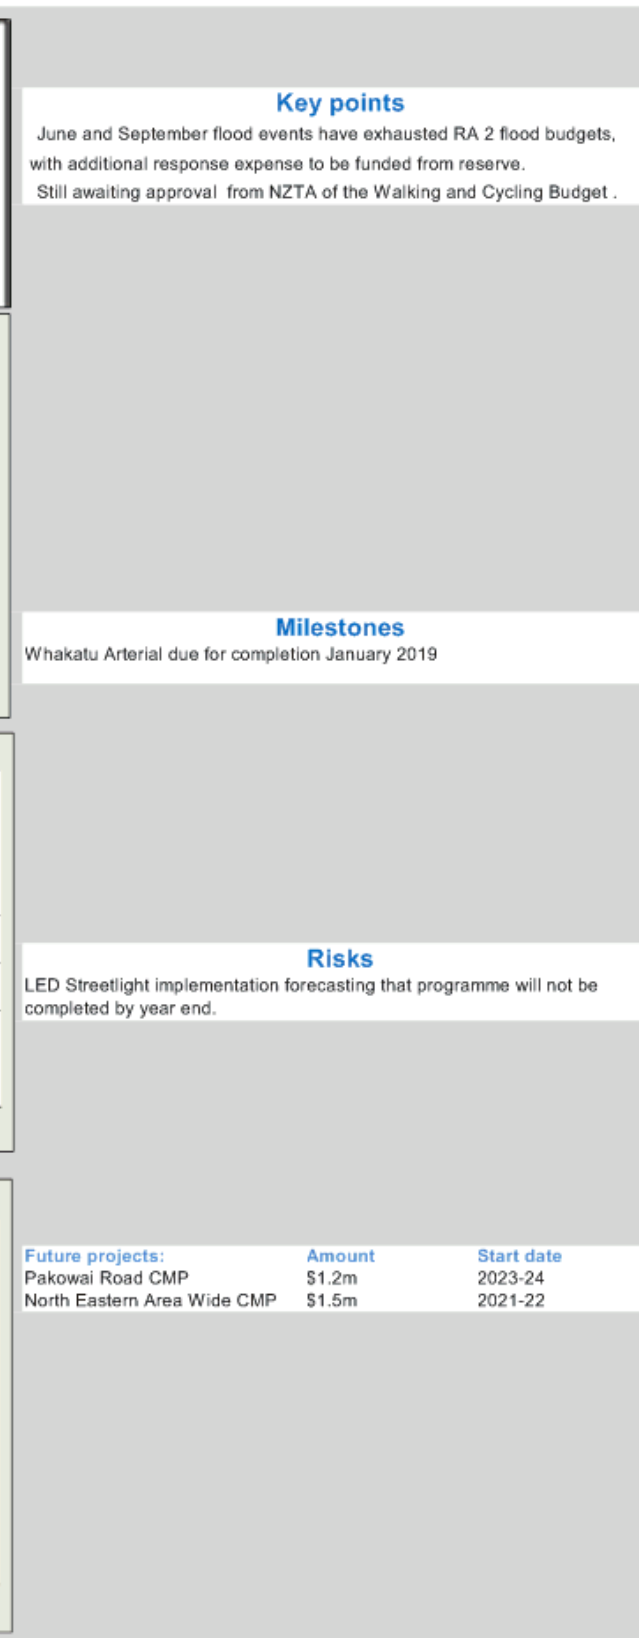 Key points
June and September flood events have exhausted RA 2 flood budgets,
with additional response expense to be funded from reserve.
Still awaiting approval from NZTA of the Walking and Cycling Budget .
Milestones
Whakatu Arterial due for completion January 2019
Risks
LED Streetlight implementation forecasting that programme will not be
completed by year end.
Future projects: Amount Start date
Pakowai Road CMP $1.2m 2023-24
North Eastern Area Wide CMP $1.5m 2021-22